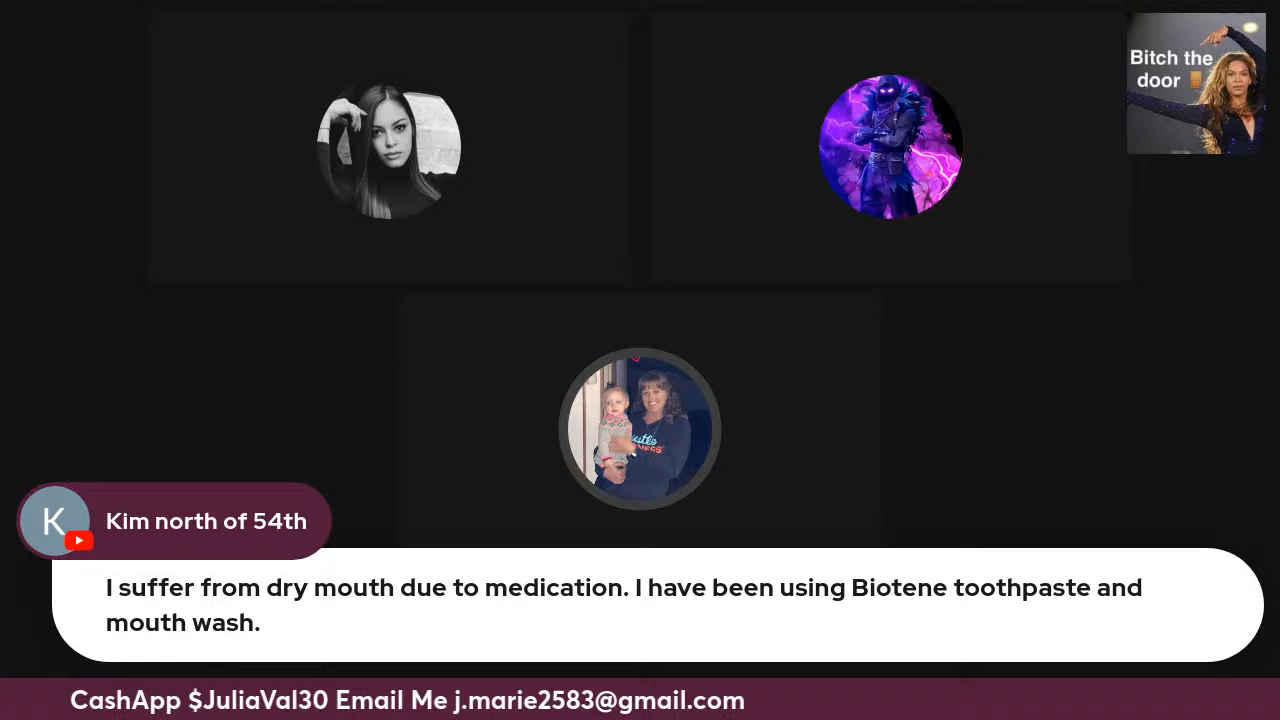 Bitch the
door
K
Kim north of 54th
I suffer from dry mouth due to medication. I have been using Biotene toothpaste and
mouth wash.
CashApp $JuliaVal30 Email Me j.marie2583@gmail.com